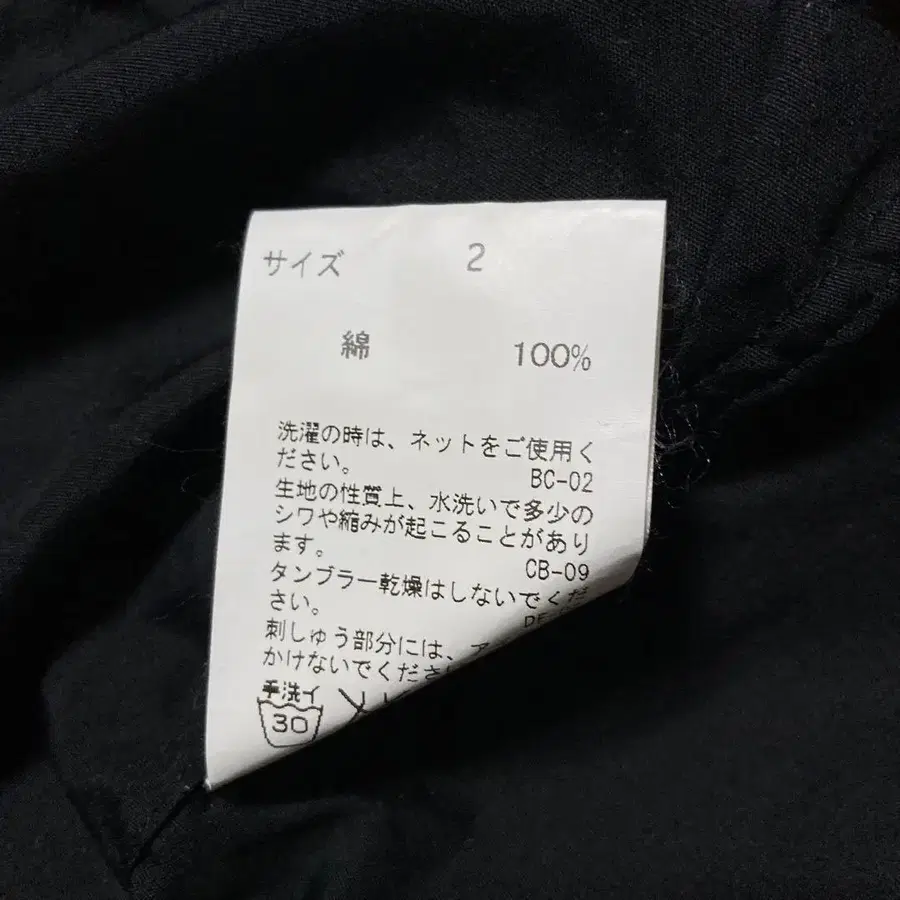 サイズ 2
綿 100%
洗濯の時は、ネットをご使用く
ださい。 BC-02
生地の性質上、水洗いで多少の
シワや縮みが起こることがあり
ます。 CB-09
タンブラー乾燥はしないでくだ
さい。
刺しゅう部分には、
かけないでくださ
手洗イ
30